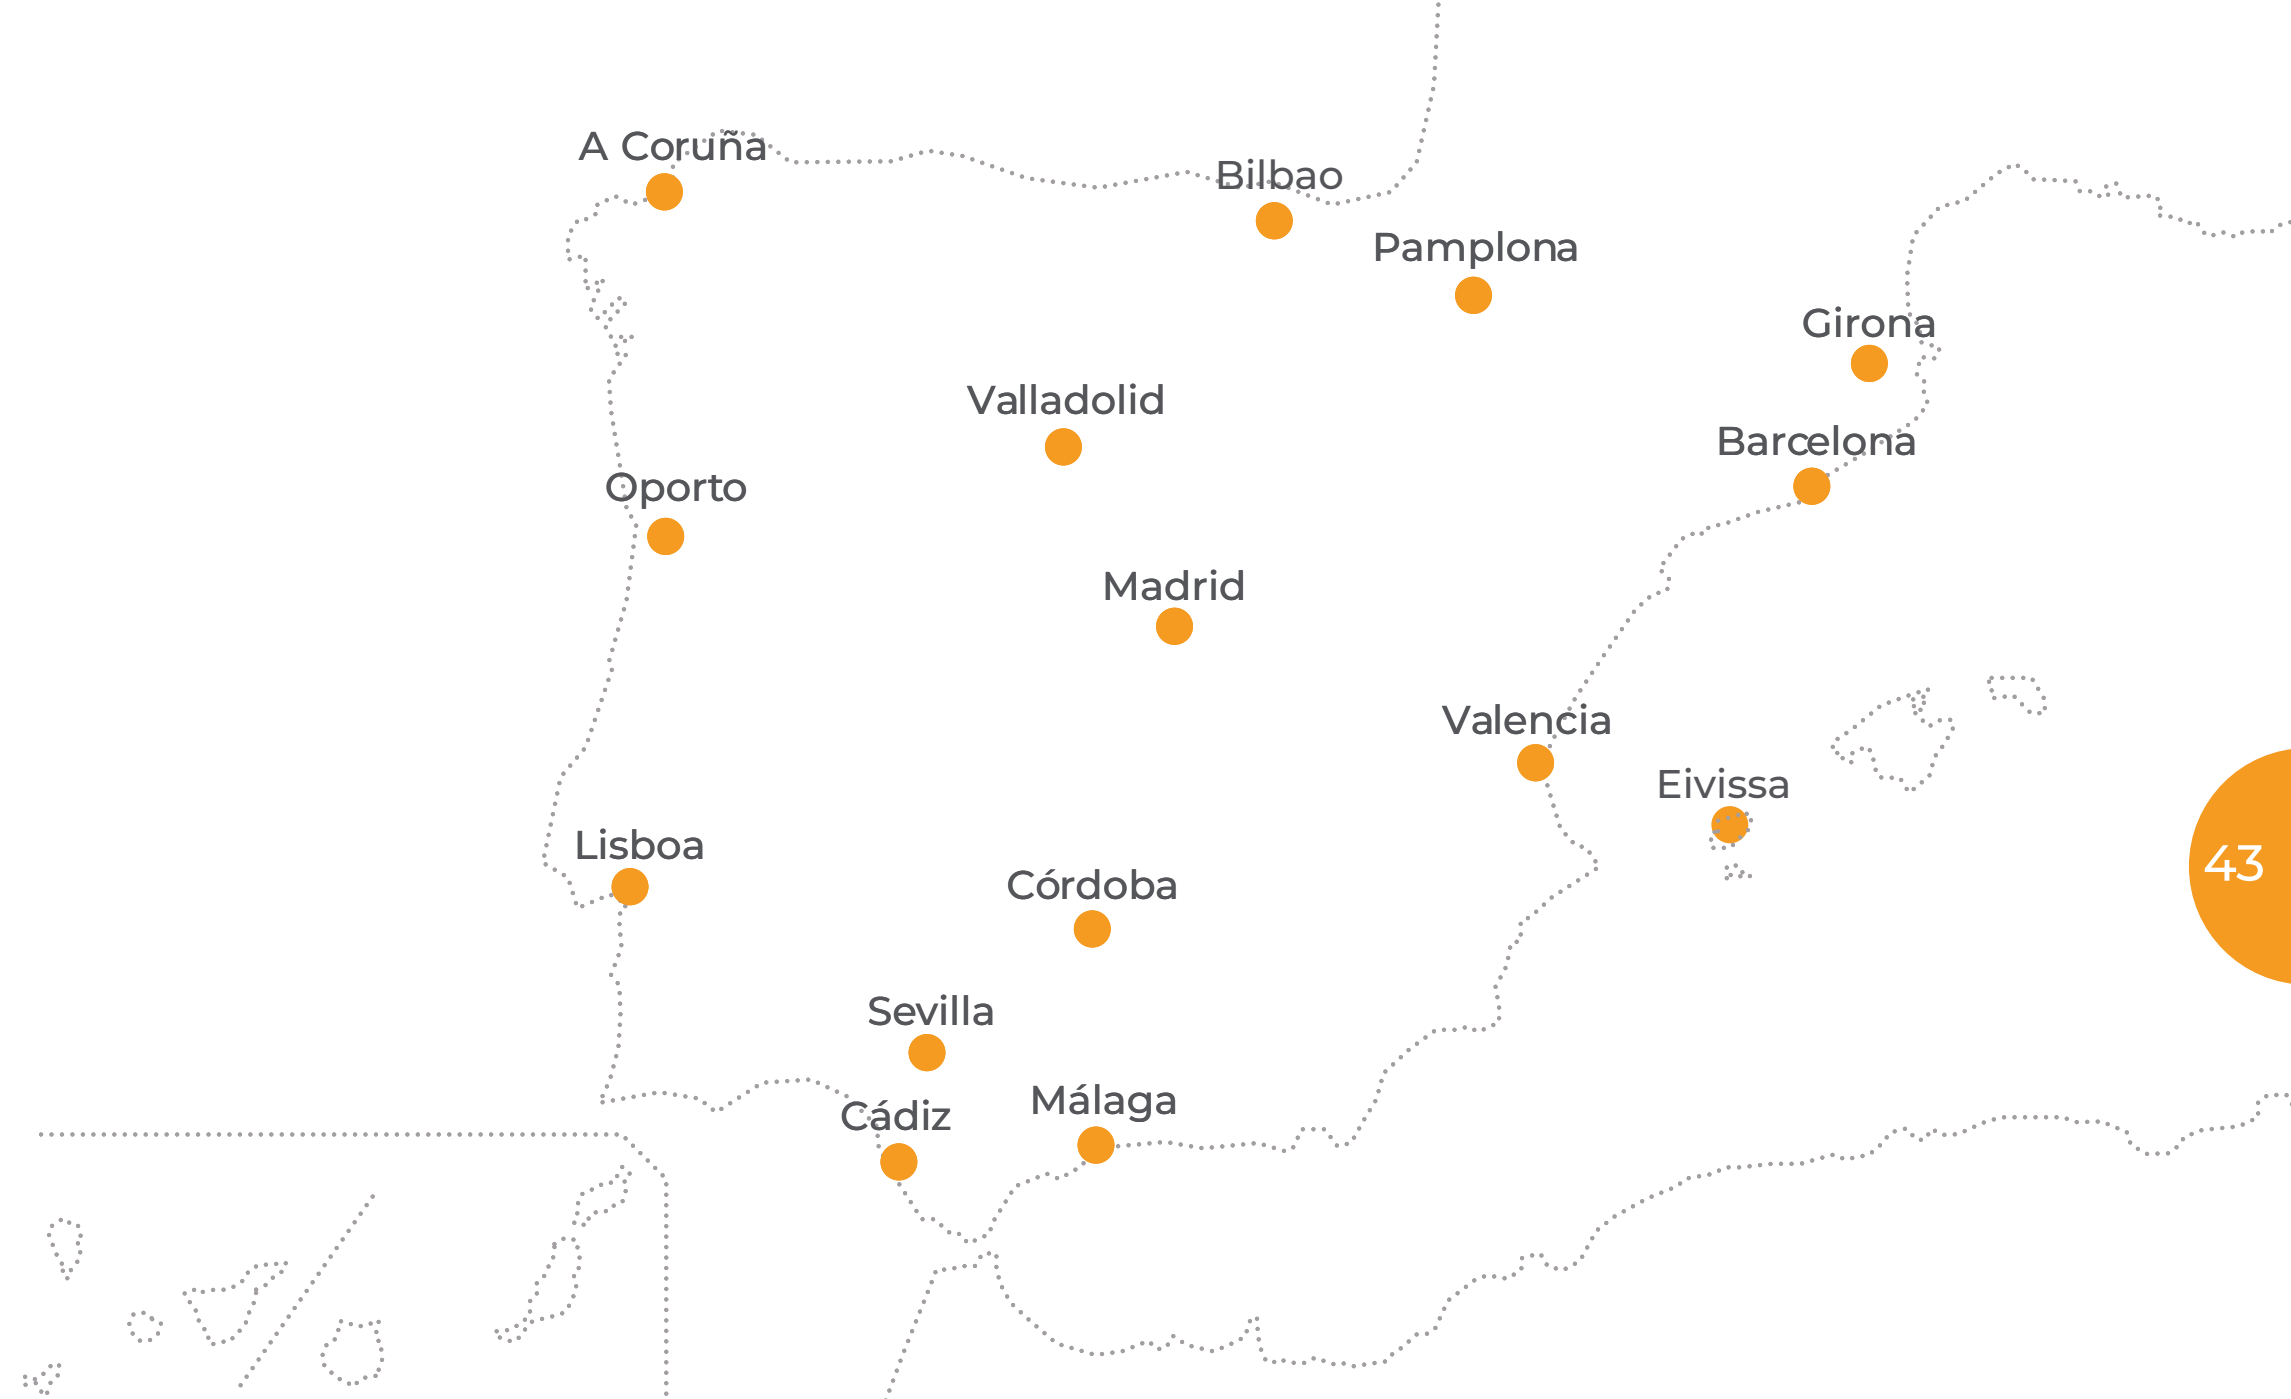 A Coruña
Bilbao
Pamplona
Girona
Valladolid
Barcelona
Oporto
Madrid
Valencia
Eivissa
Lisboa
43
Córdoba
Sevilla
Málaga
Cádiz